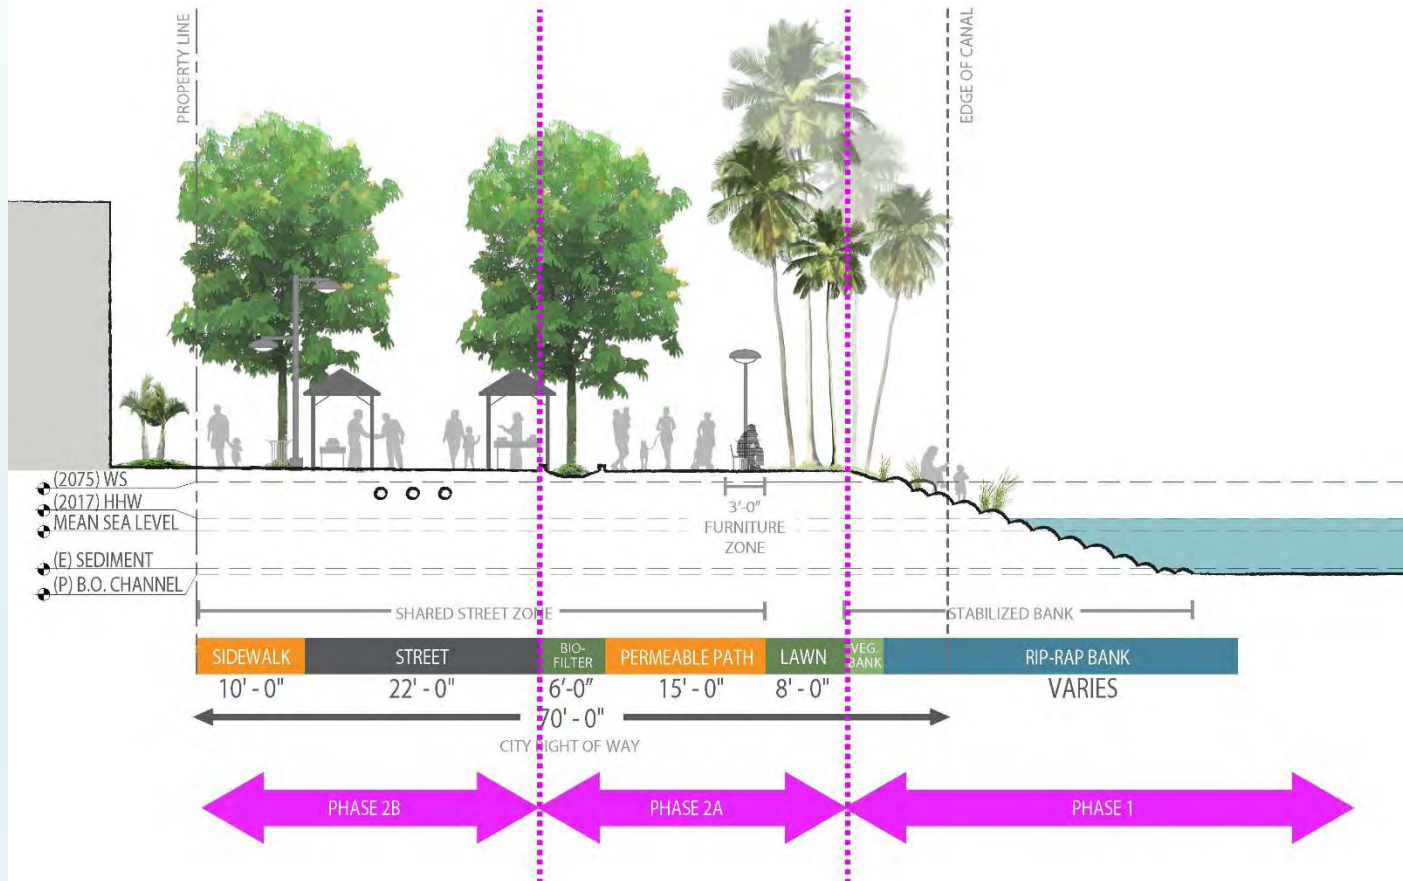 PROPERTY LINE
EDGE OF CANAL
(2075) WS
(2017) HHW
MEAN SEA LEVEL
(E) SEDIMENT
(P) B.O. CHANNEL
3'-0"
FURNITURE
ZONE
SHARED STREET ZONE
STABILIZED BANK
SIDEWALK
STREET
BIO-
FILTER
PERMEABLE PATH
LAWN
VEG.
BANK
RIP-RAP BANK
10' - 0"
22' - 0"
6'-0"
15' - 0"
8' - 0"
VARIES
70' - 0"
CITY RIGHT OF WAY
PHASE 2B
PHASE 2A
PHASE 1